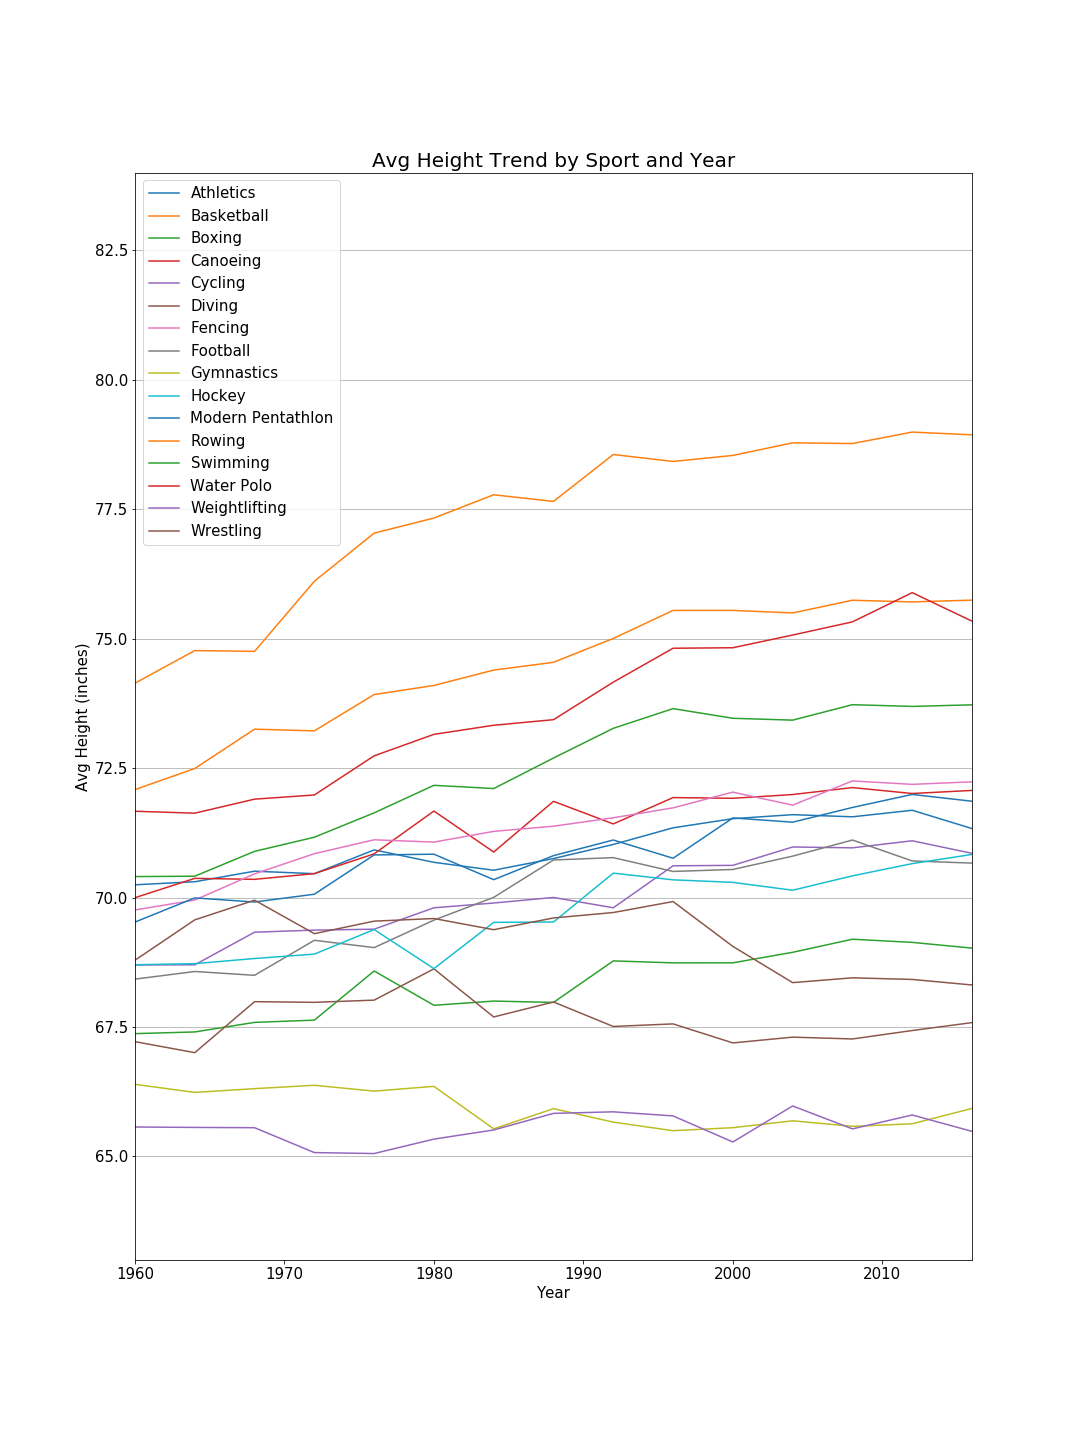 Avg Height Trend by Sport and Year
Athletics
Basketball
Boxing
Canoeing
Cycling
Diving
Fencing
Football
Gymnastics
Hockey
Modern Pentathlon
Rowing
Swimming
Water Polo
Weightlifting
Wrestling
82.5
80.0
77.5
75.0
72.5
70.0
67.5
65.0
Avg Height (inches)
1960 1970 1980 1990 2000 2010
Year